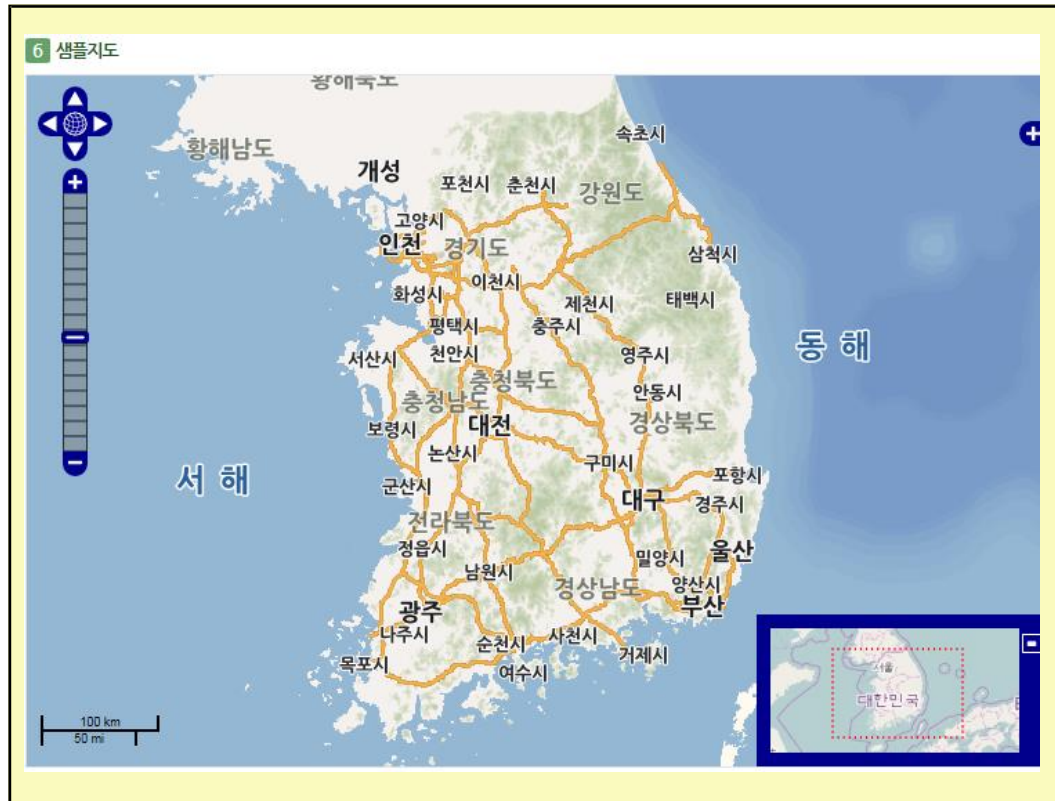 6 샘플지도
황해북도
속초시
황해남도
개성
포천시 춘천시 강원도
고양시
인천 경기도
삼척시
이천시
화성시
제천시 태백시
평택시 충주시
서산시 천안시 영주시
동해
충청북도
안동시
충청남도
보령시 대전 경상북도
논산시
구미시
포항시
서해
군산시
대구 경주시
전라북도
정읍시
울산
밀양시
남원시
경상남도 양산시
부산
광주
나주시
순천시 사천시
거제시
목포시
여수시
서울
대한민국
100 km
50 mi